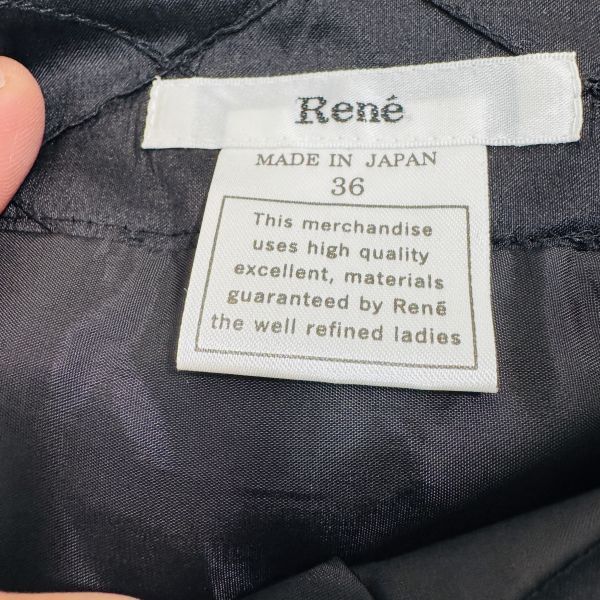 René
MADE IN JAPAN
36
This merchandise
uses high quality
excellent, materials
guaranteed by René
the well refined ladies